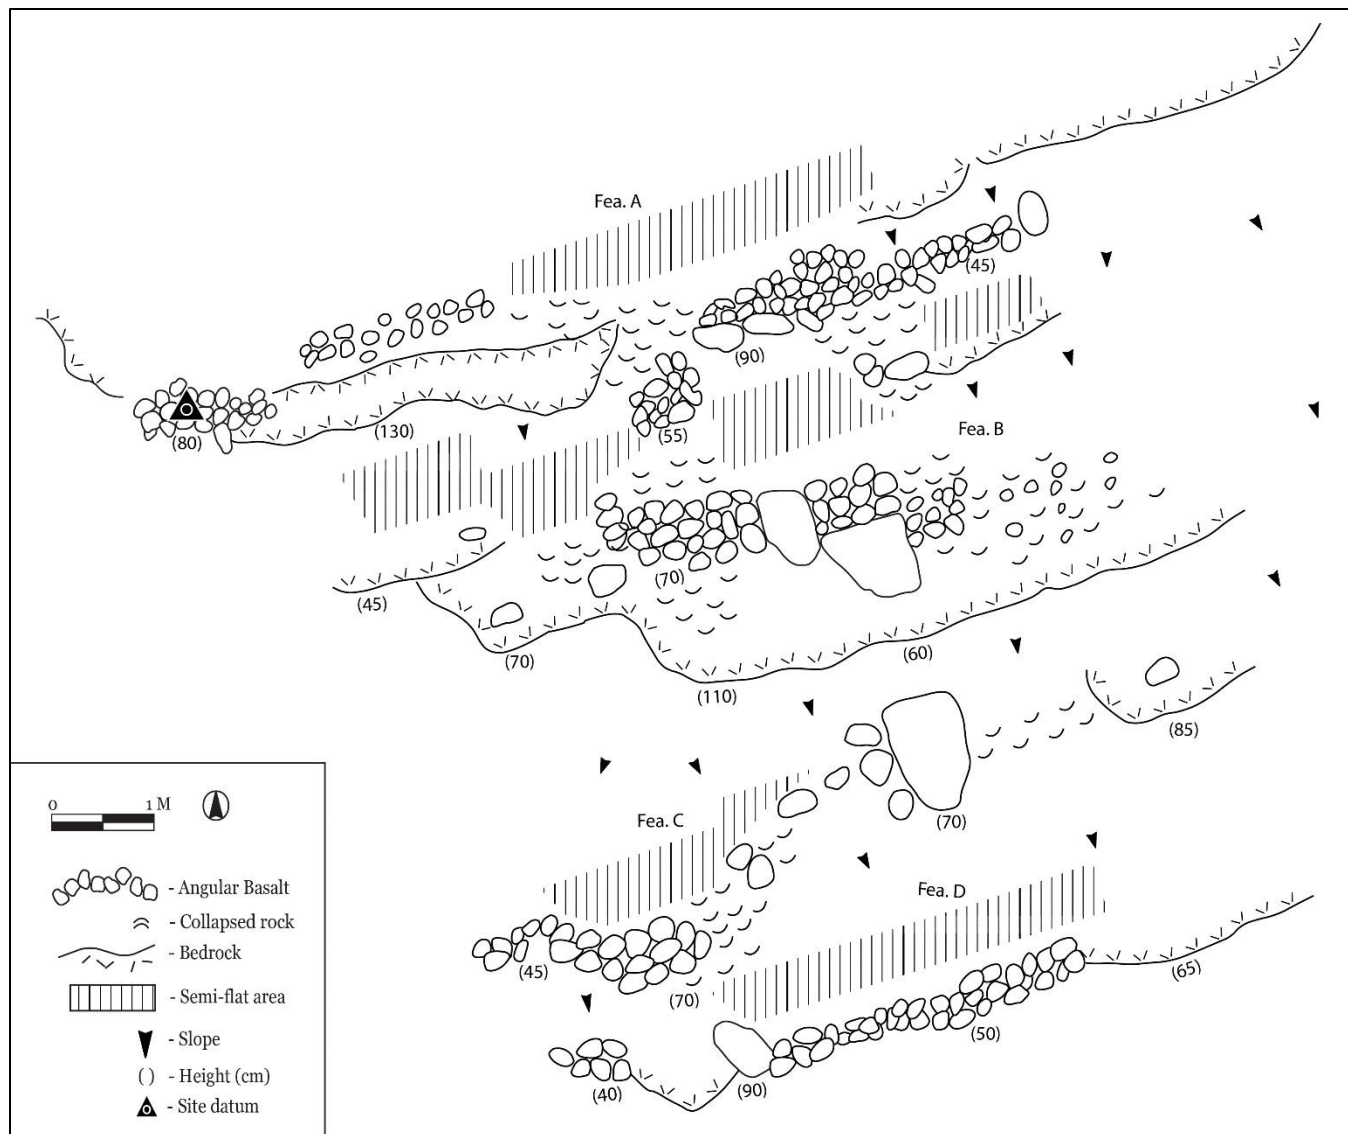 Fea. A
(45)
(90)
(80)
(130)
(55)
Fea. B
(70)
(45)
(70)
(60)
(110)
(85)
(70)
Fea. C
Fea. D
(45)
(70)
(65)
(50)
(40)
(90)
0 1 M
- Angular Basalt
- Collapsed rock
- Bedrock
- Semi-flat area
- Slope
() - Height (cm)
- Site datum